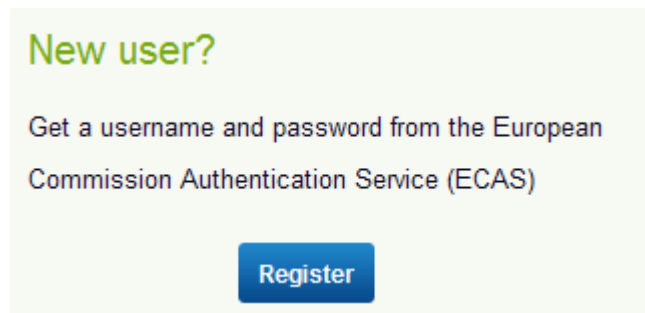 New user?
Get a username and password from the European
Commission Authentication Service (ECAS)
Register